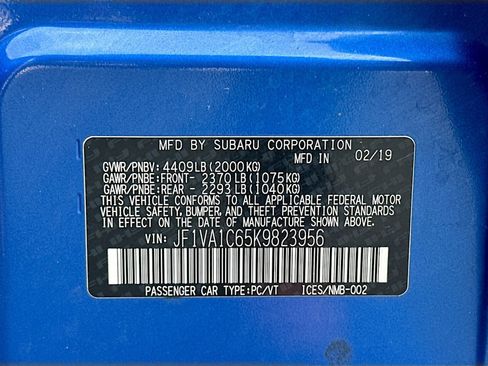 MFD BY SUBARU CORPORATION
MFD IN 02/19
GVWR/PNBV: 4409LB(2000KG)
GAWR/PNBE:FRONT- 2370LB(1075KG)
GAWR/PNBE:REAR - 2293LB(1040KG)
THIS VEHICLE CONFORMS TO ALL APPLICABLE FEDERAL MOTOR
VEHICLE SAFETY, BUMPER, AND THEFT PREVENTION STANDARDS
IN EFFECT ON THE DATE OF MANUFACTURE SHOWN ABOVE.
VIN: JF1VA1C65K9823956
PASSENGER CAR TYPE:PC/VT ICES/NMB-002